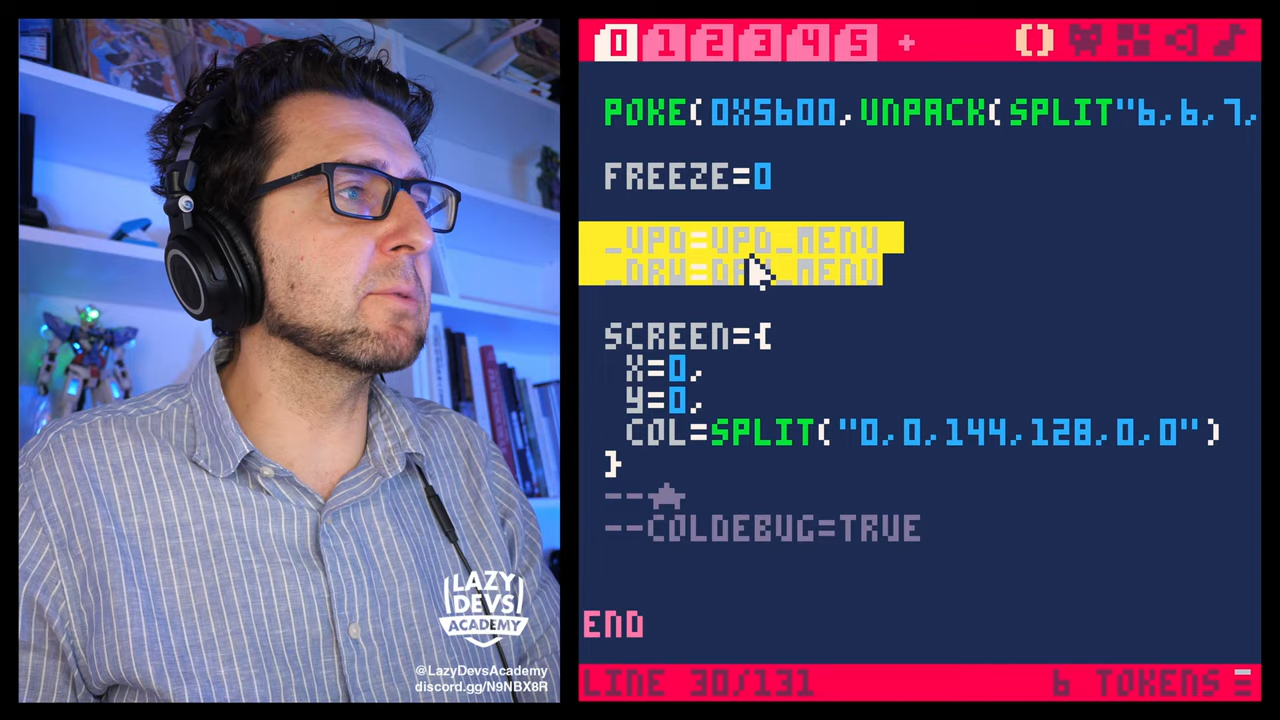 0 1 2 3 4 5 +
POKE(0X5600,UNPACK(SPLIT"6,6,7,
FREEZE=0
_UPD=UPD_MENU
_DRW=DRW_MENU
SCREEN={
X=0,
Y=0,
COL=SPLIT("0,0,144,128,0,0")
}
--
--COLDEBUG=TRUE
END
LINE 30/131 6 TOKENS
LAZY
DEVS
ACADEMY
@LazyDevsAcademy
discord.gg/N9NBX8R